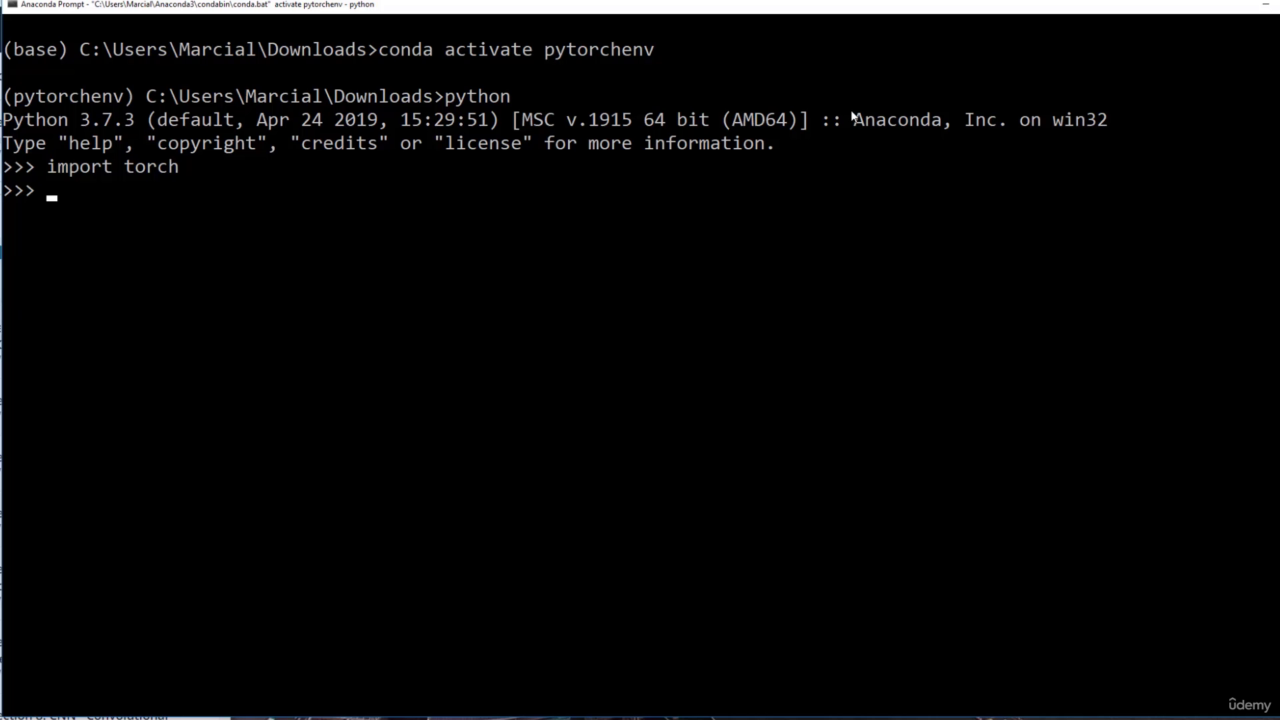 Anaconda Prompt - "C:\Users\Marcial\Anaconda3\condabin\conda.bat" activate pytorchenv - python
(base) C:\Users\Marcial\Downloads>conda activate pytorchenv
(pytorchenv) C:\Users\Marcial\Downloads>python
Python 3.7.3 (default, Apr 24 2019, 15:29:51) [MSC v.1915 64 bit (AMD64)] :: Anaconda, Inc. on win32
Type "help", "copyright", "credits" or "license" for more information.
>>> import torch
>>>
ûdemy